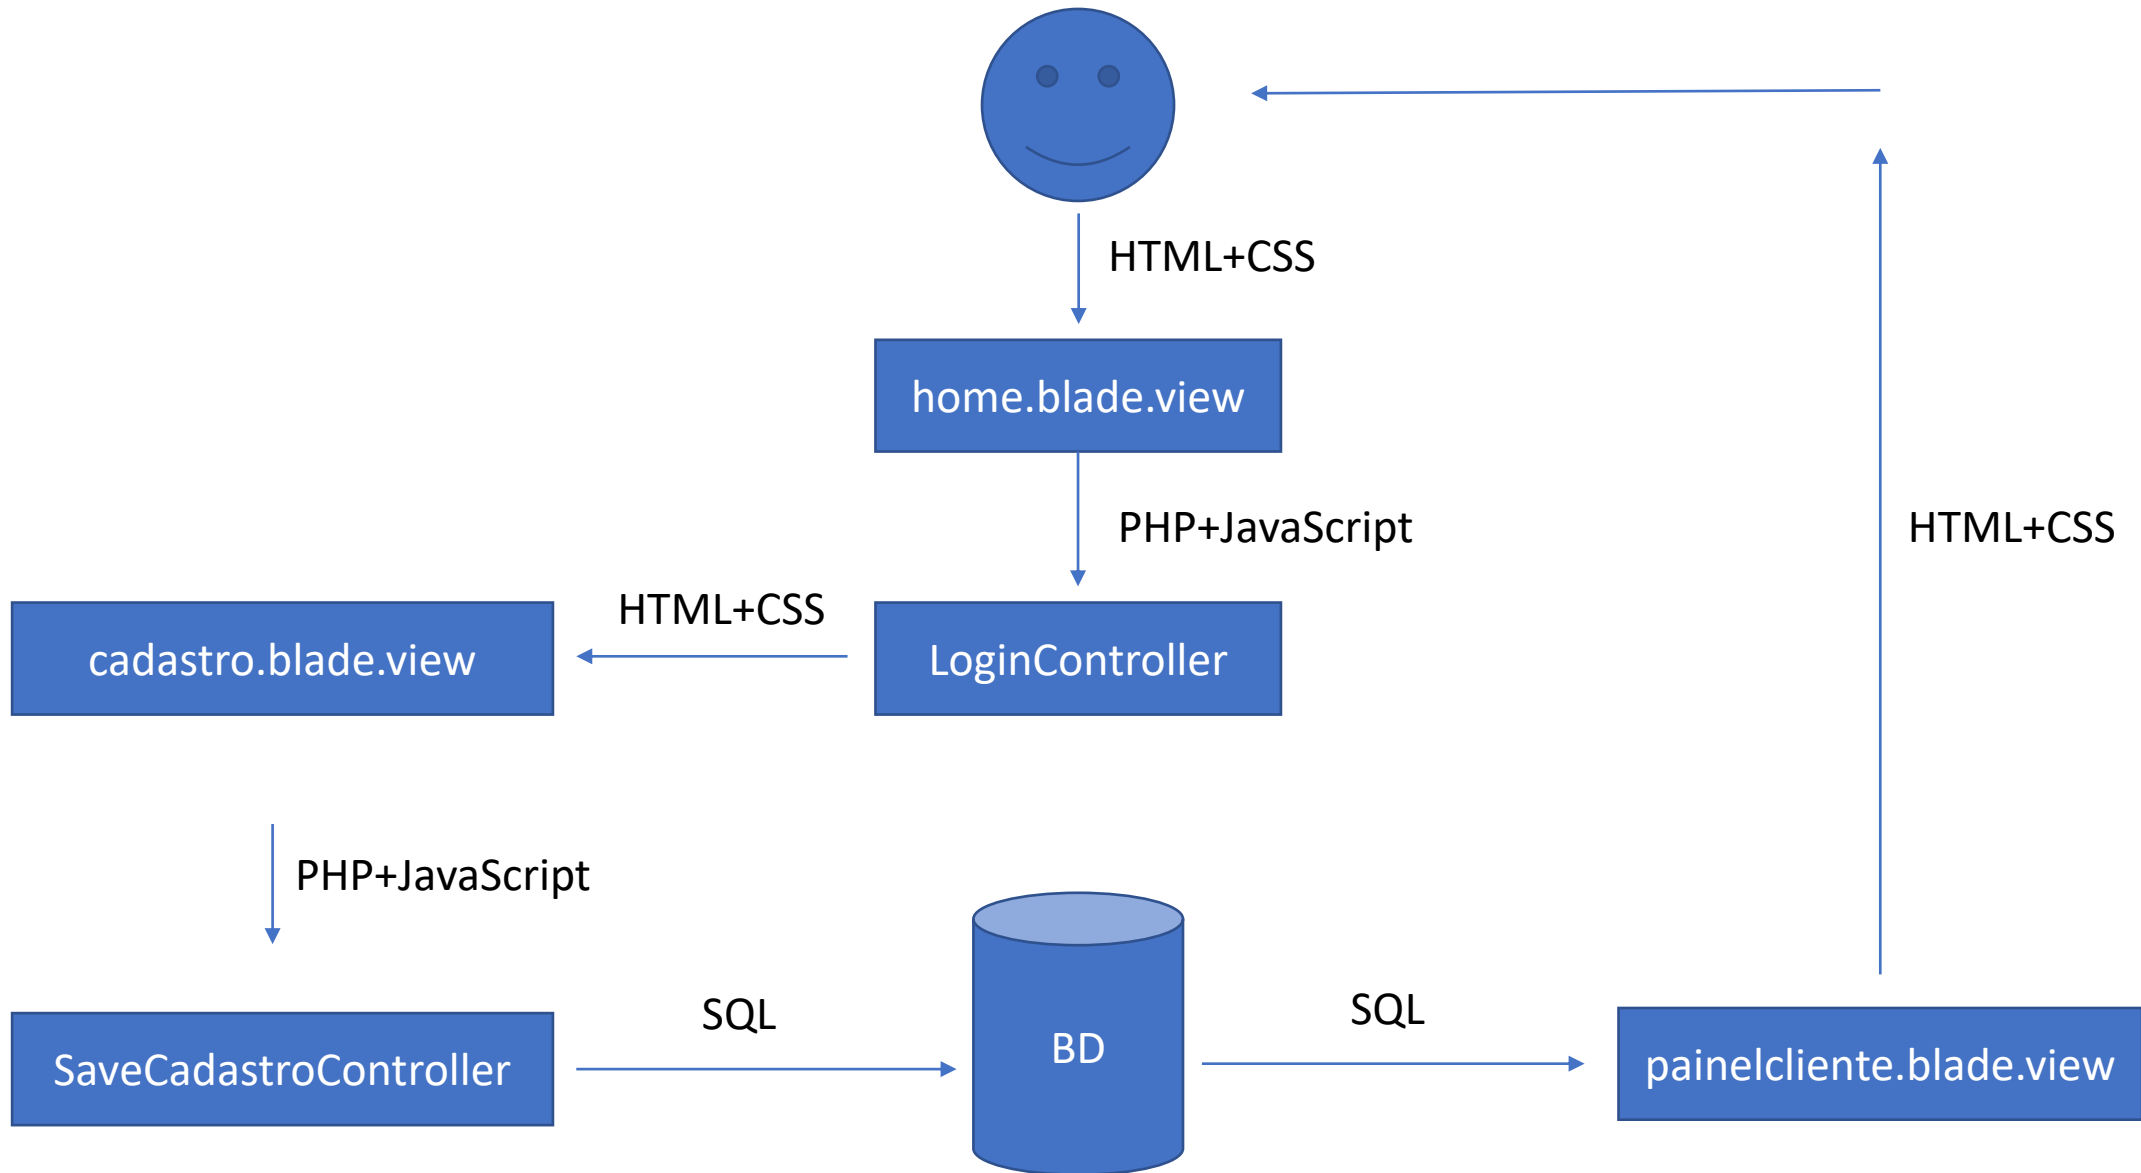 HTML+CSS
home.blade.view
PHP+JavaScript
HTML+CSS
HTML+CSS
cadastro.blade.view
LoginController
PHP+JavaScript
SQL
SQL
BD
SaveCadastroController
painelcliente.blade.view